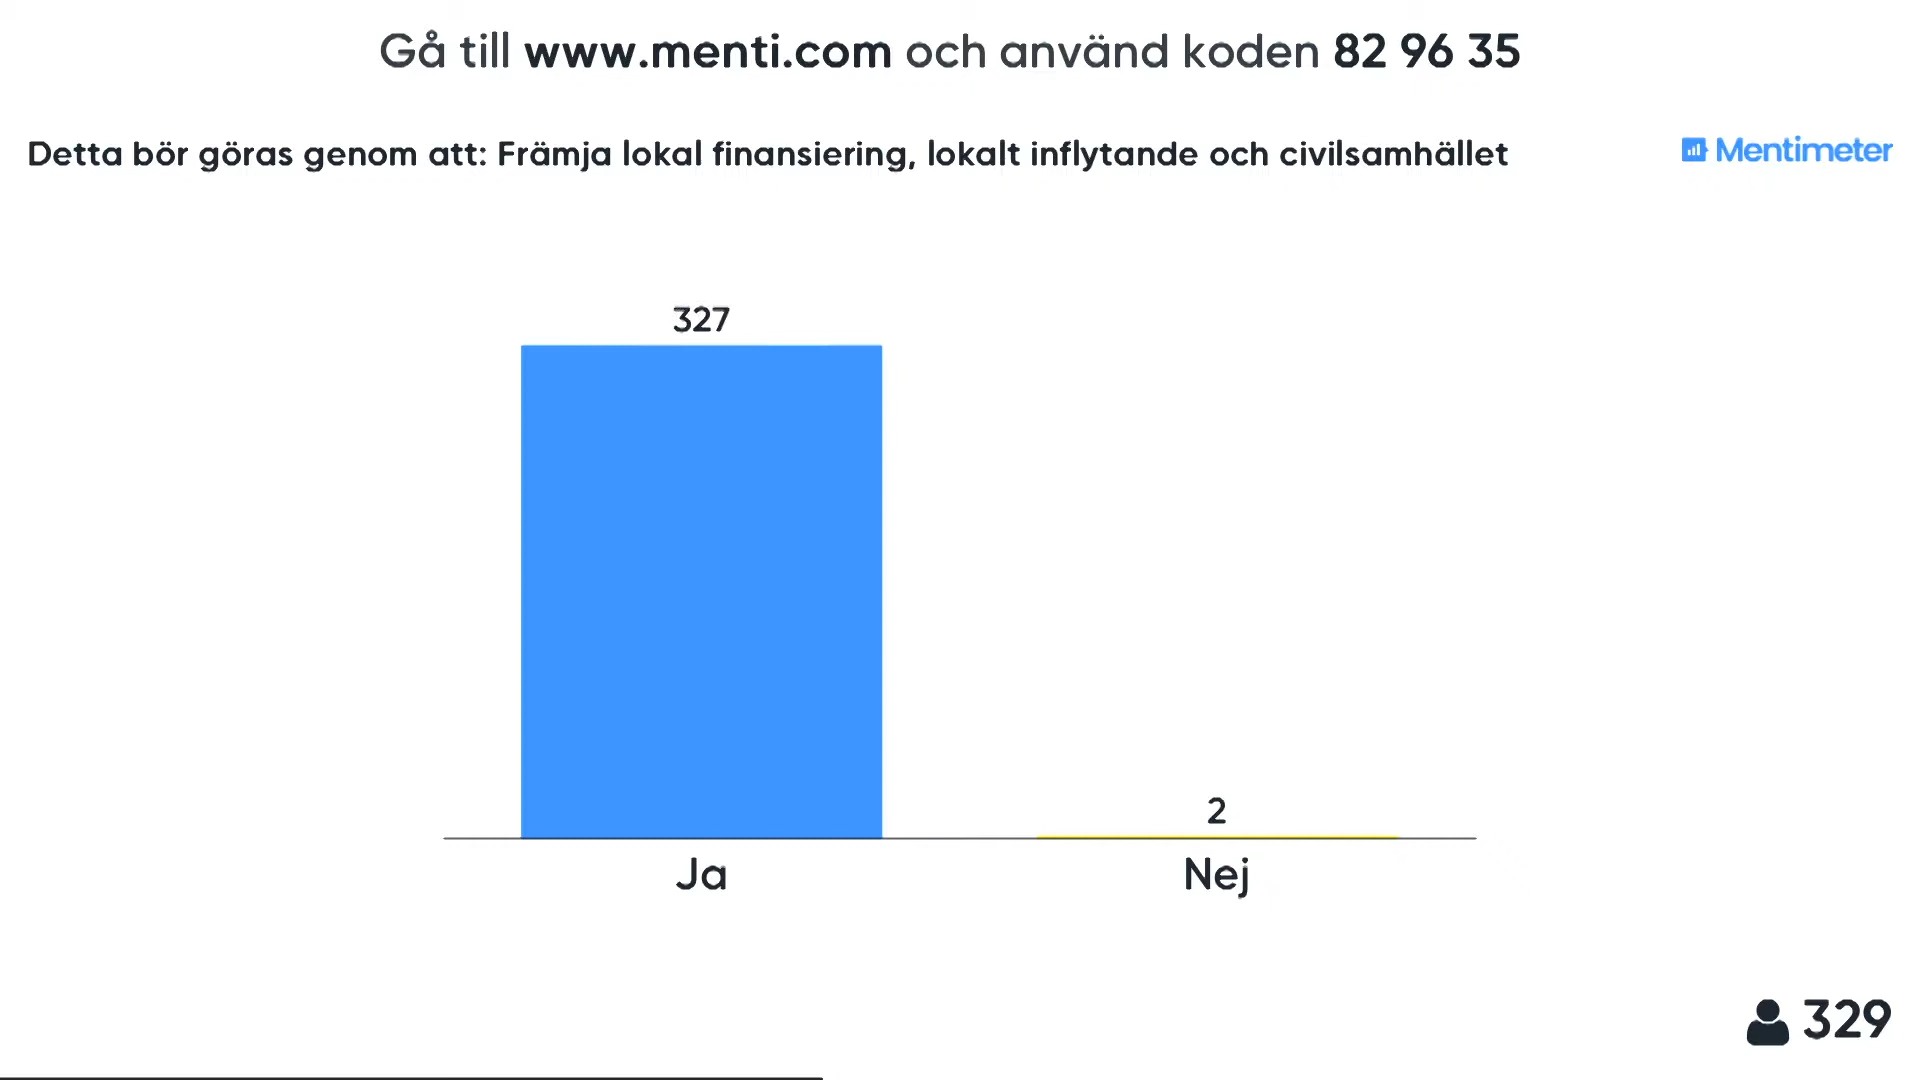 Gå till www.menti.com och använd koden 82 96 35
Detta bör göras genom att: Främja lokal finansiering, lokalt inflytande och civilsamhället
Mentimeter
327
2
Ja
Nej
329